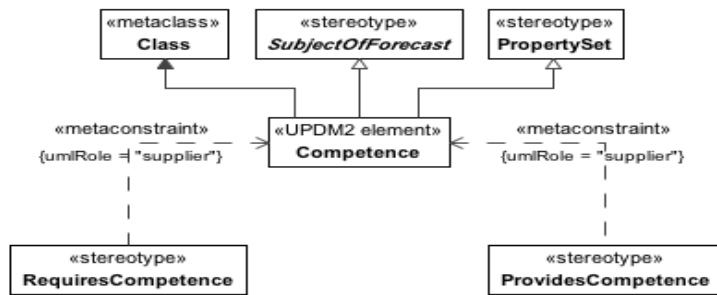 «metaclass»
Class
«stereotype»
SubjectOfForecast
«stereotype»
PropertySet
«UPDM2 element»
Competence
«metaconstraint»
{umlRole = "supplier"}
«metaconstraint»
{umlRole = "supplier"}
«stereotype»
RequiresCompetence
«stereotype»
ProvidesCompetence